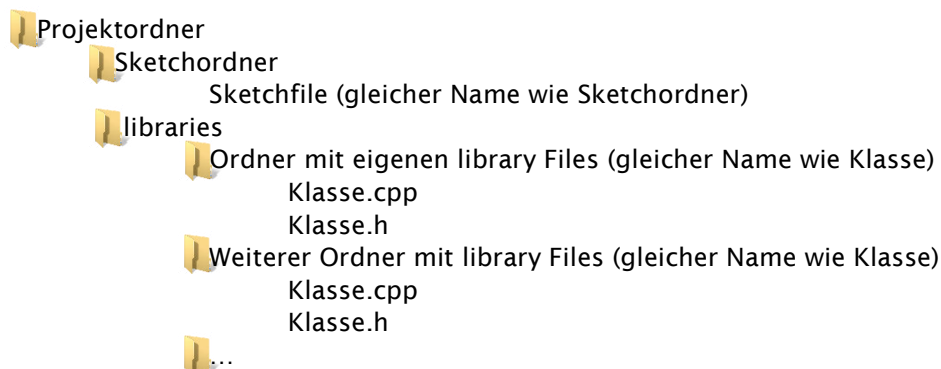 Projektordner
Sketchordner
Sketchfile (gleicher Name wie Sketchordner)
libraries
Ordner mit eigenen library Files (gleicher Name wie Klasse)
Klasse.cpp
Klasse.h
Weiterer Ordner mit library Files (gleicher Name wie Klasse)
Klasse.cpp
Klasse.h
...